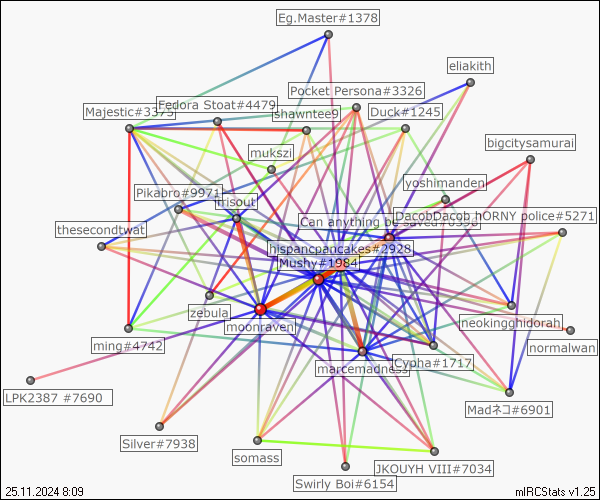 Eg.Master#1378
eliakith
Pocket Persona#3326
Fedora Stoat#4479
Majestic#3375
shawntee9
Duck#1245
bigcitysamurai
mukszi
yoshimanden
Pikabro#9971
irisout
DacobDacob
HORNY police#5271
Can anything be saved
thesecondtwat
hispancpancakes#2928
Mushy#1984
zebula
moonraven
neokingghidorah
ming#4742
normalwan
marcemadness
Cypha#1717
LPK2387 #7690
Madネコ#6901
Silver#7938
somass
JKOUYH VIII#7034
Swirly Boi#6154
25.11.2024 8:09
mIRCStats v1.25